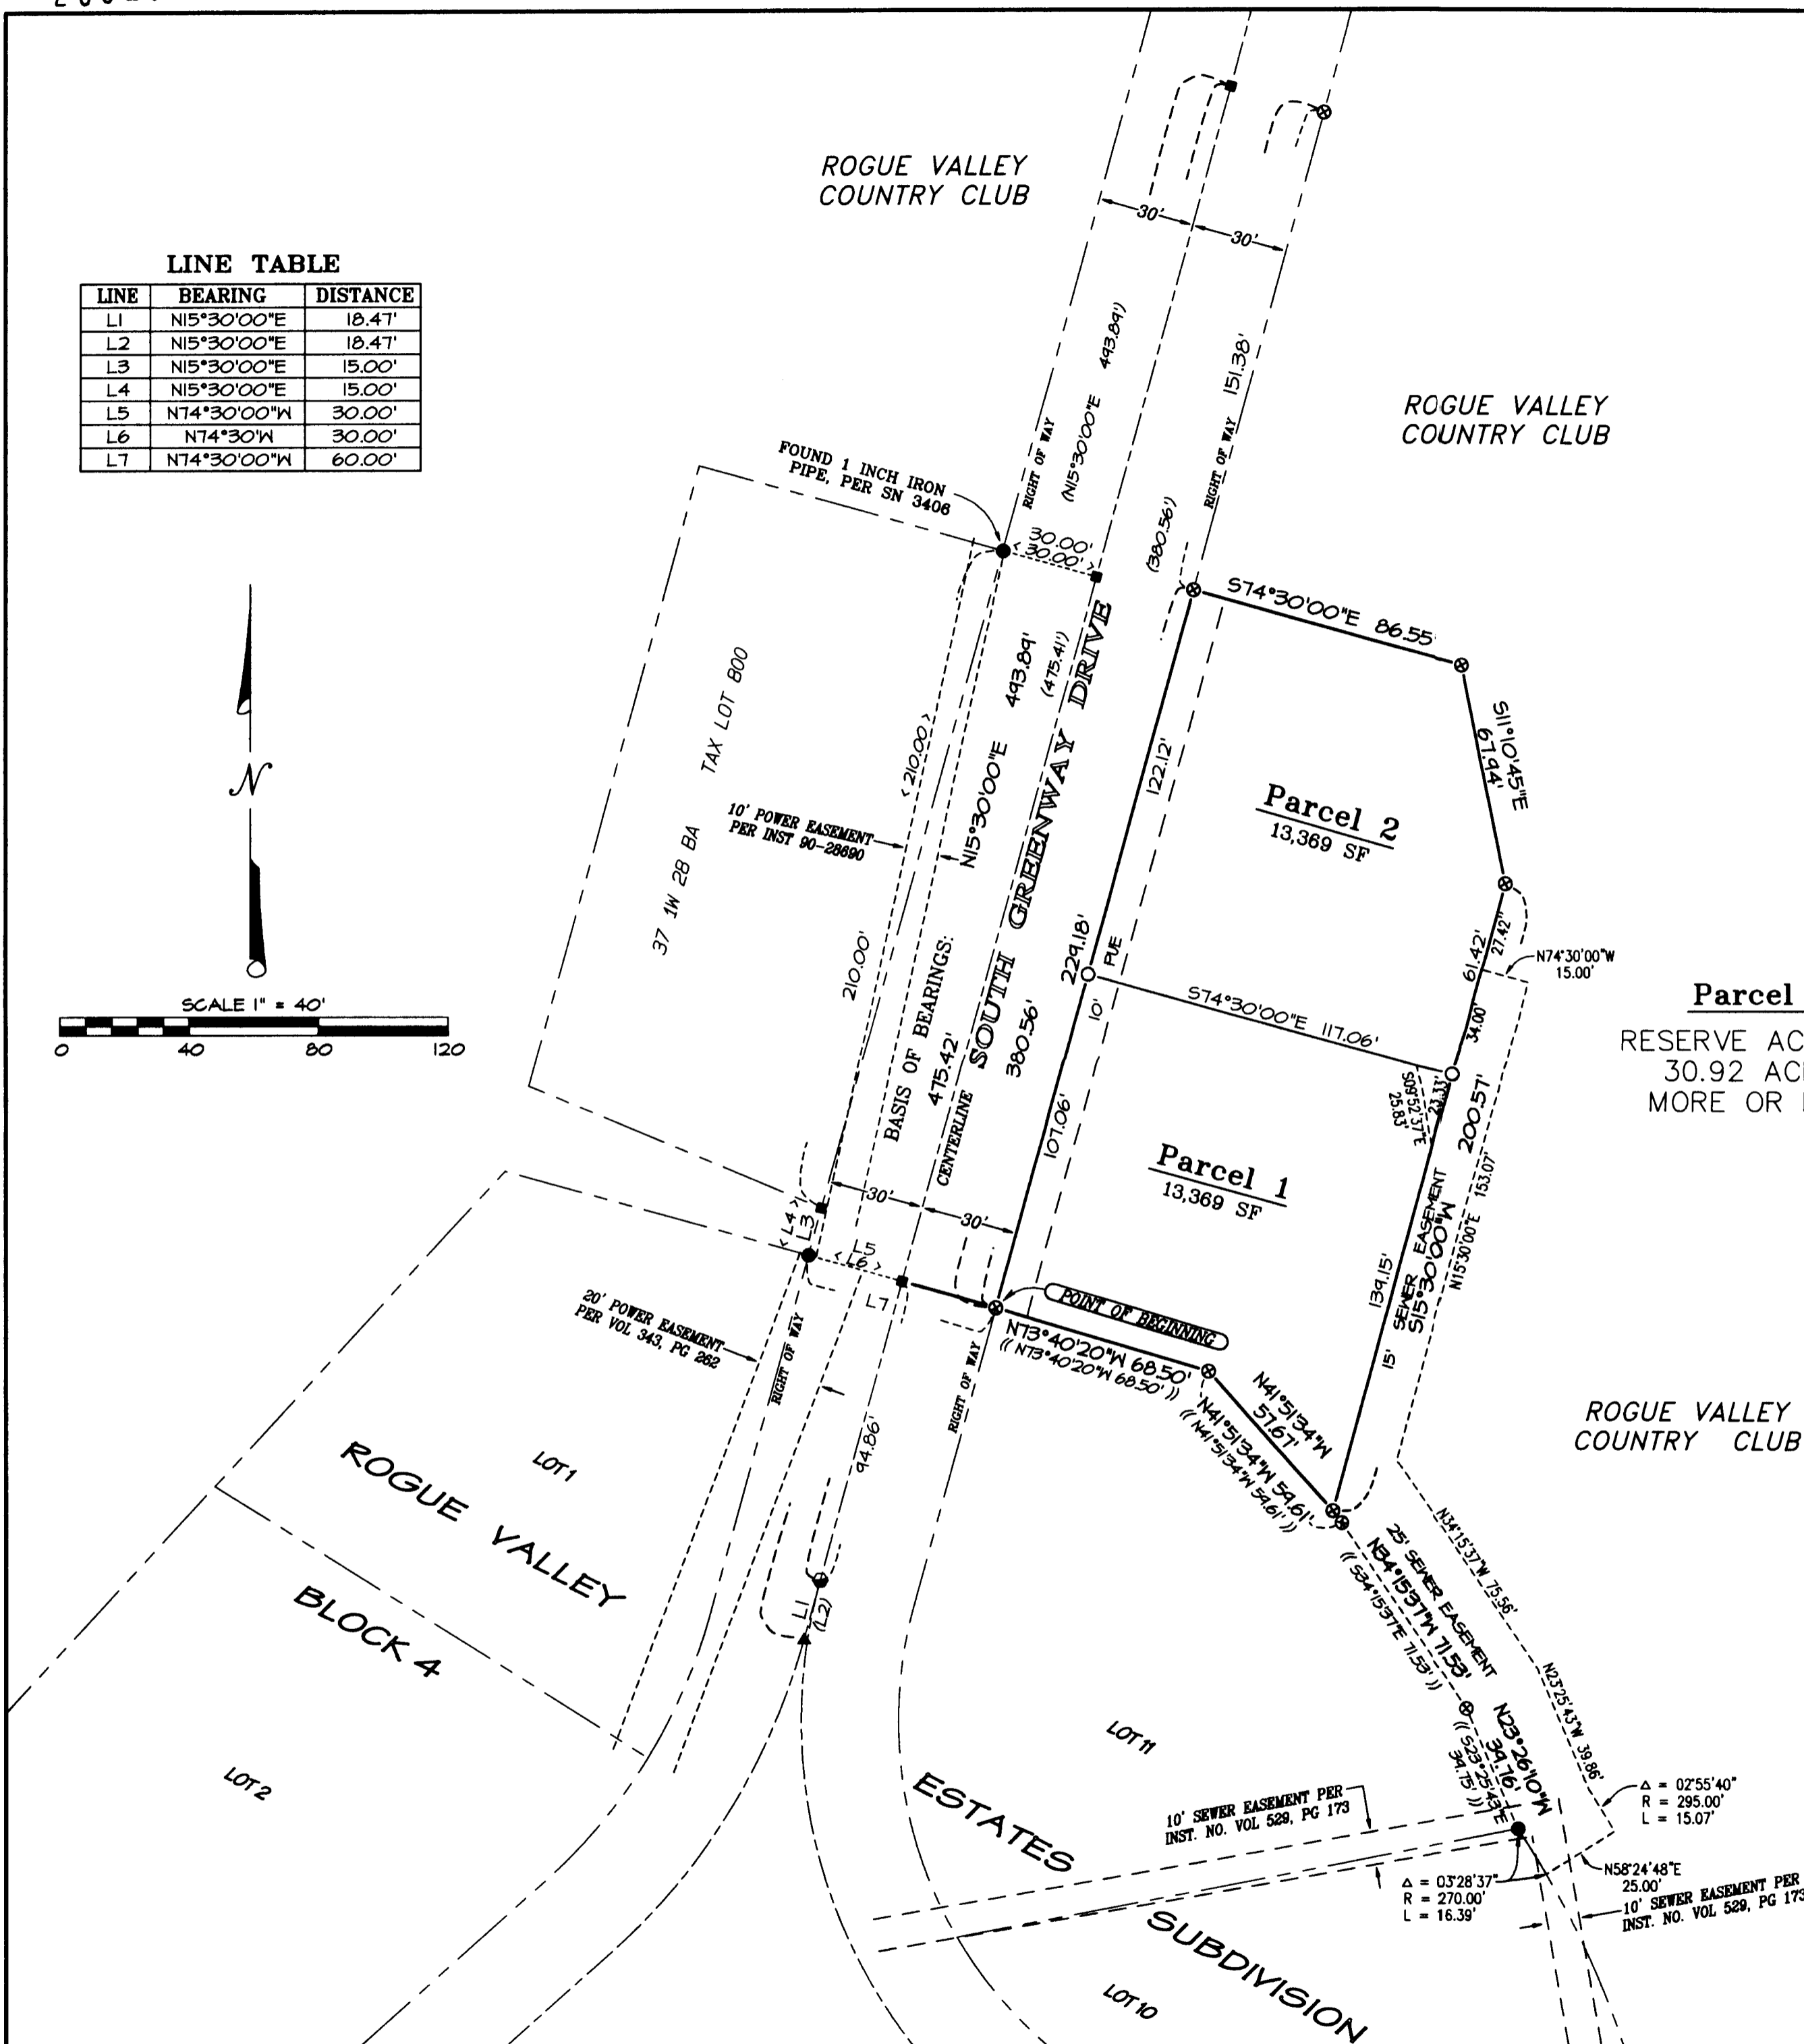 ROGUE VALLEY
COUNTRY CLUB
30'
30'
LINE TABLE
LINE BEARING DISTANCE
L1 N15°30'00"E 18.47'
L2 N15°30'00"E 18.47'
L3 N15°30'00"E 15.00'
L4 N15°30'00"E 15.00'
L5 N74°30'00"W 30.00'
L6 N74°30'W 30.00'
L7 N74°30'00"W 60.00'
(N15°30'00"E 493.89')
RIGHT OF WAY 151.38'
ROGUE VALLEY
COUNTRY CLUB
FOUND 1 INCH IRON
PIPE, PER SN 3406
RIGHT OF WAY
30.00'
< 30.00' >
(380.56')
S74°30'00"E 86.55'
S11°10'45"E
67.94'
N
SCALE 1" = 40'
0 40 80 120
37 1W 28 BA TAX LOT 800
< 210.00' >
210.00'
10' POWER EASEMENT
PER INST 90-28690
N15°30'00"E 493.89'
(475.41')
BASIS OF BEARINGS:
475.42'
CENTERLINE SOUTH GREENWAY DRIVE
380.56'
122.12'
229.18'
10' PUE
Parcel 2
13,369 SF
61.42'
27.42"
34.00'
N74°30'00"W
15.00'
S74°30'00"E 117.06'
S09°52'37"E
25.83'
23.33'
200.57'
Parcel
RESERVE
30.92
MORE OR
107.06'
Parcel 1
13,369 SF
139.15'
SEWER EASEMENT
S15°30'00"W
N15°30'00"E 153.07'
15'
30'
30'
< L4 >
L3
L5
< L6 >
L7
POINT OF BEGINNING
N73°40'20"W 68.50'
(( N73°40'20"W 68.50' ))
N41°51'34"W
57.67'
N41°51'34"W 59.61'
(( N41°51'34"W 59.61' ))
20' POWER EASEMENT
PER VOL 343, PG 262
RIGHT OF WAY
RIGHT OF WAY
94.86'
ROGUE VALLEY
COUNTRY CLUB
LOT 1
ROGUE VALLEY
BLOCK 4
LOT 2
L1
(L2)
25' SEWER EASEMENT
N34°15'37"W 71.53'
(( S34°15'37"E 71.53' ))
N34°15'37"W 75.56'
N23°25'43"W 39.86'
N23°26'10"W
39.76'
(( S23°25'43"E
39.75' ))
LOT 11
ESTATES
10' SEWER EASEMENT PER
INST. NO. VOL 529, PG 173
Δ = 02°55'40"
R = 295.00'
L = 15.07'
N58°24'48"E
25.00'
Δ = 03°28'37"
R = 270.00'
L = 16.39'
10' SEWER EASEMENT PER
INST. NO. VOL 529, PG 173
SUBDIVISION
LOT 10